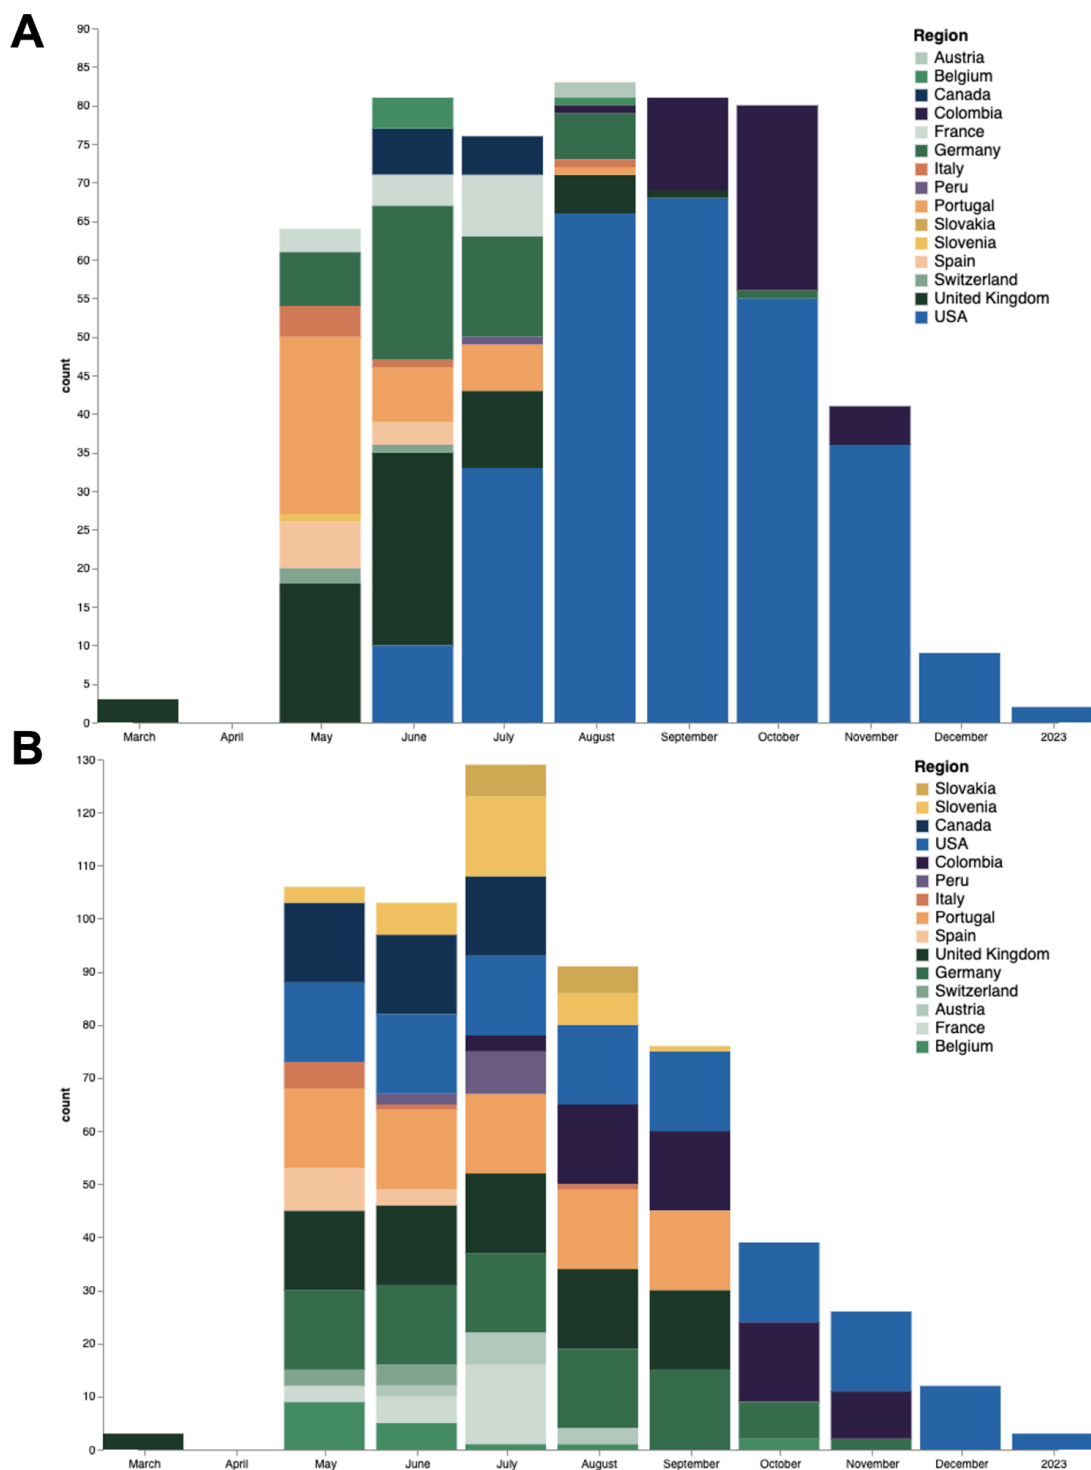 A
90
85
80
75
70
65
60
55
50
45
40
35
30
25
20
15
10
5
0
count
March April May June July August September October November December 2023
Region
Austria
Belgium
Canada
Colombia
France
Germany
Italy
Peru
Portugal
Slovakia
Slovenia
Spain
Switzerland
United Kingdom
USA
B
130
120
110
100
90
80
70
60
50
40
30
20
10
0
count
March April May June July August September October November December 2023
Region
Slovakia
Slovenia
Canada
USA
Colombia
Peru
Italy
Portugal
Spain
United Kingdom
Germany
Switzerland
Austria
France
Belgium